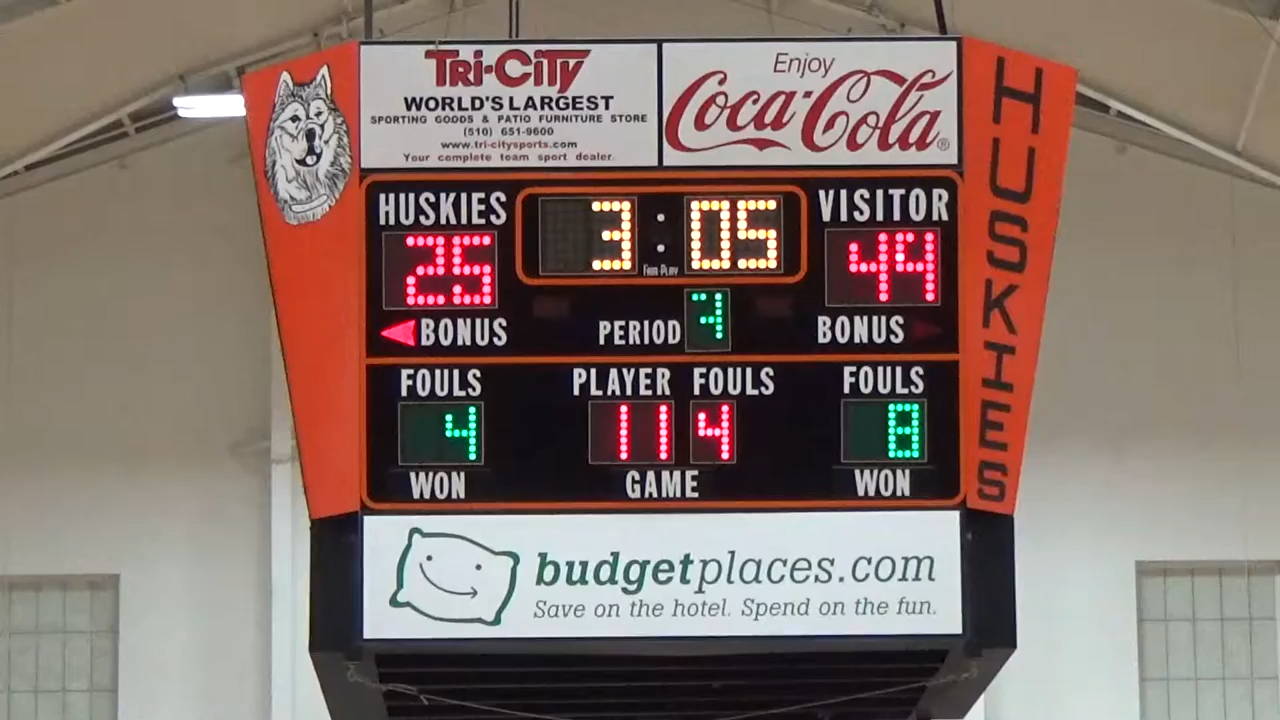 TRI-CITY
WORLD'S LARGEST
SPORTING GOODS & PATIO FURNITURE STORE
(510) 651-9600
www.tri-citysports.com
Your complete team sport dealer.
Enjoy
Coca-Cola®
HUSKIES
HUSKIES
3:05
VISITOR
25
FAIR-PLAY
44
BONUS
PERIOD
BONUS
FOULS
PLAYER FOULS
FOULS
4
11 4
8
WON
GAME
WON
budgetplaces.com
Save on the hotel. Spend on the fun.